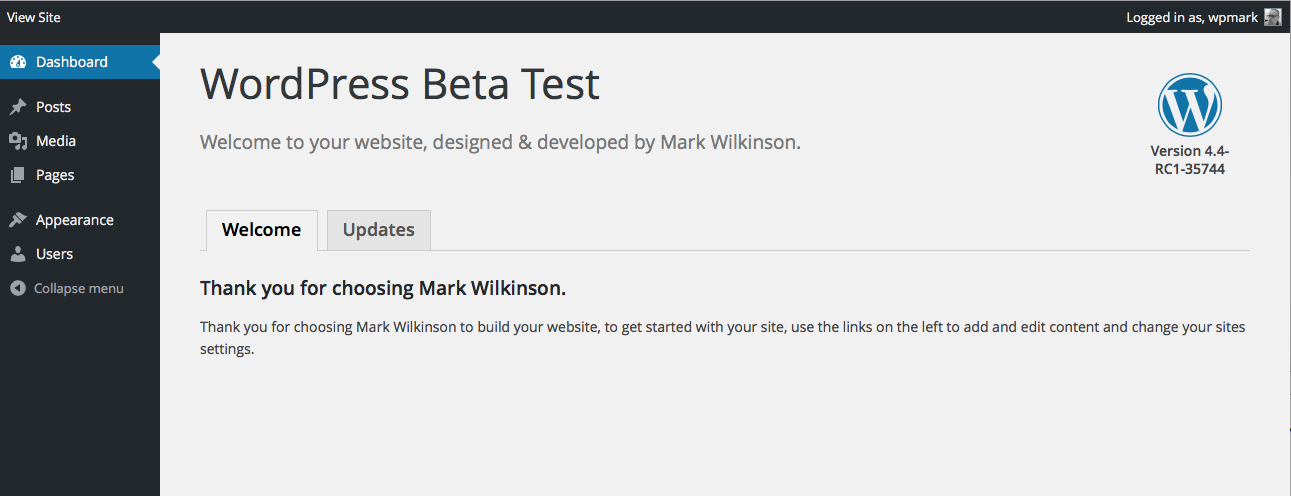 View Site
Logged in as, wpmark
Dashboard
Posts
Media
Pages
Appearance
Users
Collapse menu
WordPress Beta Test
Welcome to your website, designed & developed by Mark Wilkinson.
Version 4.4-
RC1-35744
Welcome
Updates
Thank you for choosing Mark Wilkinson.
Thank you for choosing Mark Wilkinson to build your website, to get started with your site, use the links on the left to add and edit content and change your sites
settings.